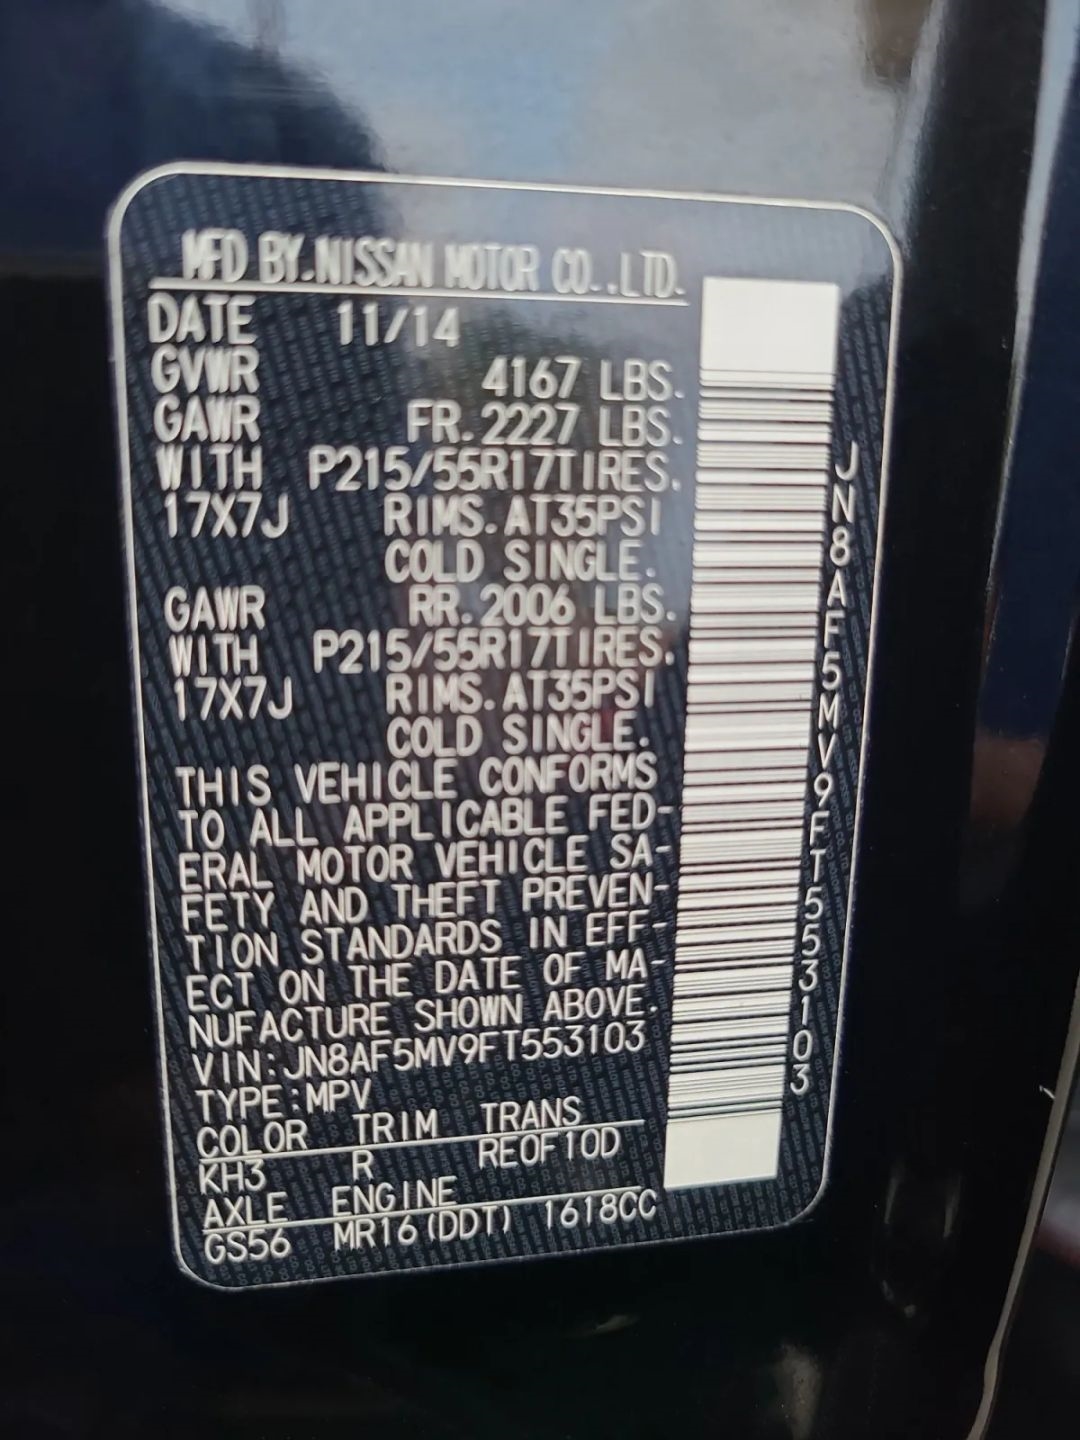 MFD BY.NISSAN MOTOR CO.,LTD.
DATE 11/14
GVWR 4167 LBS.
GAWR FR.2227 LBS.
WITH P215/55R17TIRES.
17X7J RIMS.AT35PSI
COLD SINGLE.
GAWR RR.2006 LBS.
WITH P215/55R17TIRES.
17X7J RIMS.AT35PSI
COLD SINGLE.
THIS VEHICLE CONFORMS
TO ALL APPLICABLE FED-
ERAL MOTOR VEHICLE SA-
FETY AND THEFT PREVEN-
TION STANDARDS IN EFF-
ECT ON THE DATE OF MA-
NUFACTURE SHOWN ABOVE.
VIN:JN8AF5MV9FT553103
TYPE:MPV
COLOR TRIM TRANS
KH3 R REOF10D
AXLE ENGINE
GS56 MR16(DDT) 1618CC
JN8AF5MV9FT553103